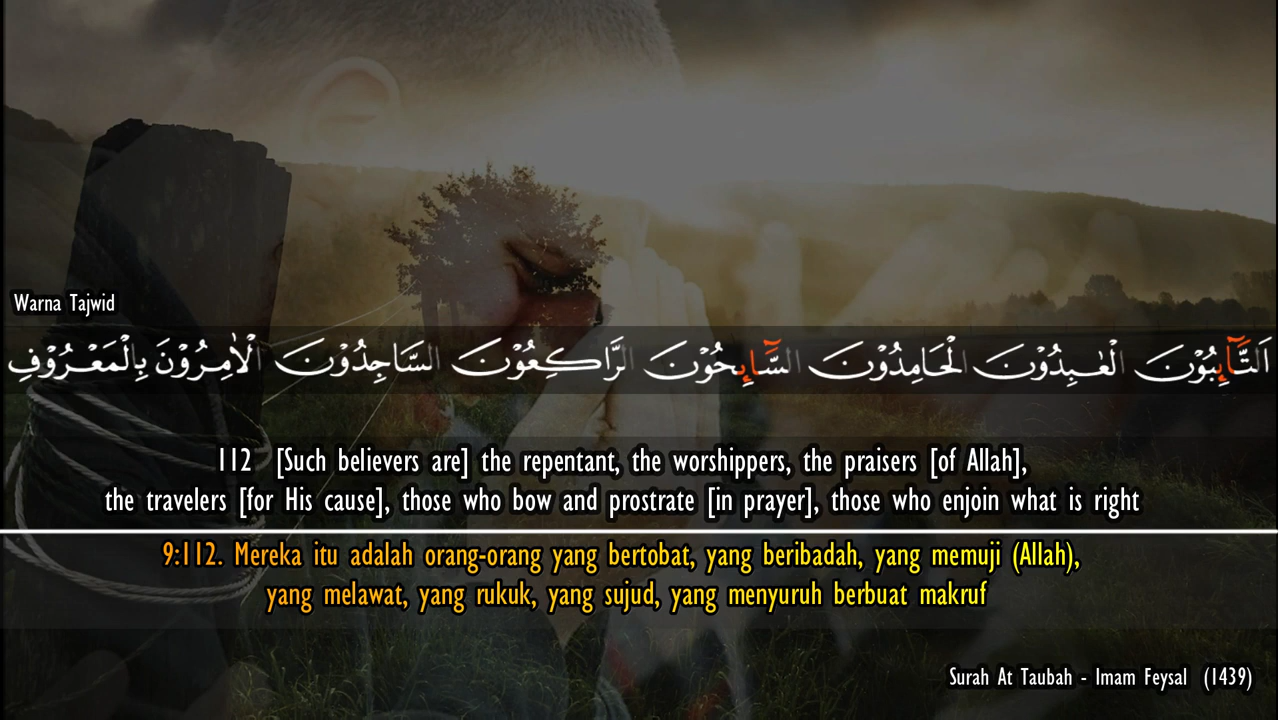 Warna Tajwid
اَلتَّآئِبُوْنَ الْعٰبِدُوْنَ الْحَامِدُوْنَ السَّآئِحُوْنَ الرَّاكِعُوْنَ السَّاجِدُوْنَ الْاٰمِرُوْنَ بِالْمَعْرُوْفِ
112 [Such believers are] the repentant, the worshippers, the praisers [of Allah],
the travelers [for His cause], those who bow and prostrate [in prayer], those who enjoin what is right
9:112. Mereka itu adalah orang-orang yang bertobat, yang beribadah, yang memuji (Allah),
yang melawat, yang rukuk, yang sujud, yang menyuruh berbuat makruf
Surah At Taubah - Imam Feysal (1439)